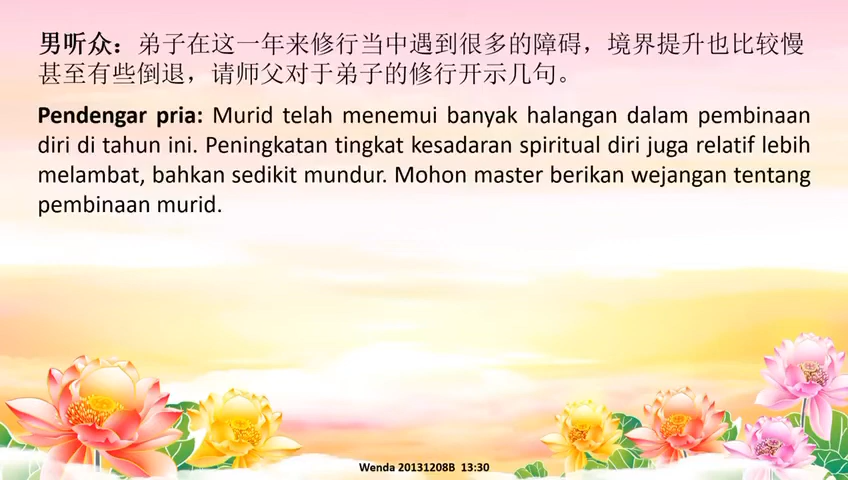 男听众：弟子在这一年来修行当中遇到很多的障碍，境界提升也比较慢
甚至有些倒退，请师父对于弟子的修行开示几句。
Pendengar pria: Murid telah menemui banyak halangan dalam pembinaan
diri di tahun ini. Peningkatan tingkat kesadaran spiritual diri juga relatif lebih
melambat, bahkan sedikit mundur. Mohon master berikan wejangan tentang
pembinaan murid.
Wenda 20131208B 13:30